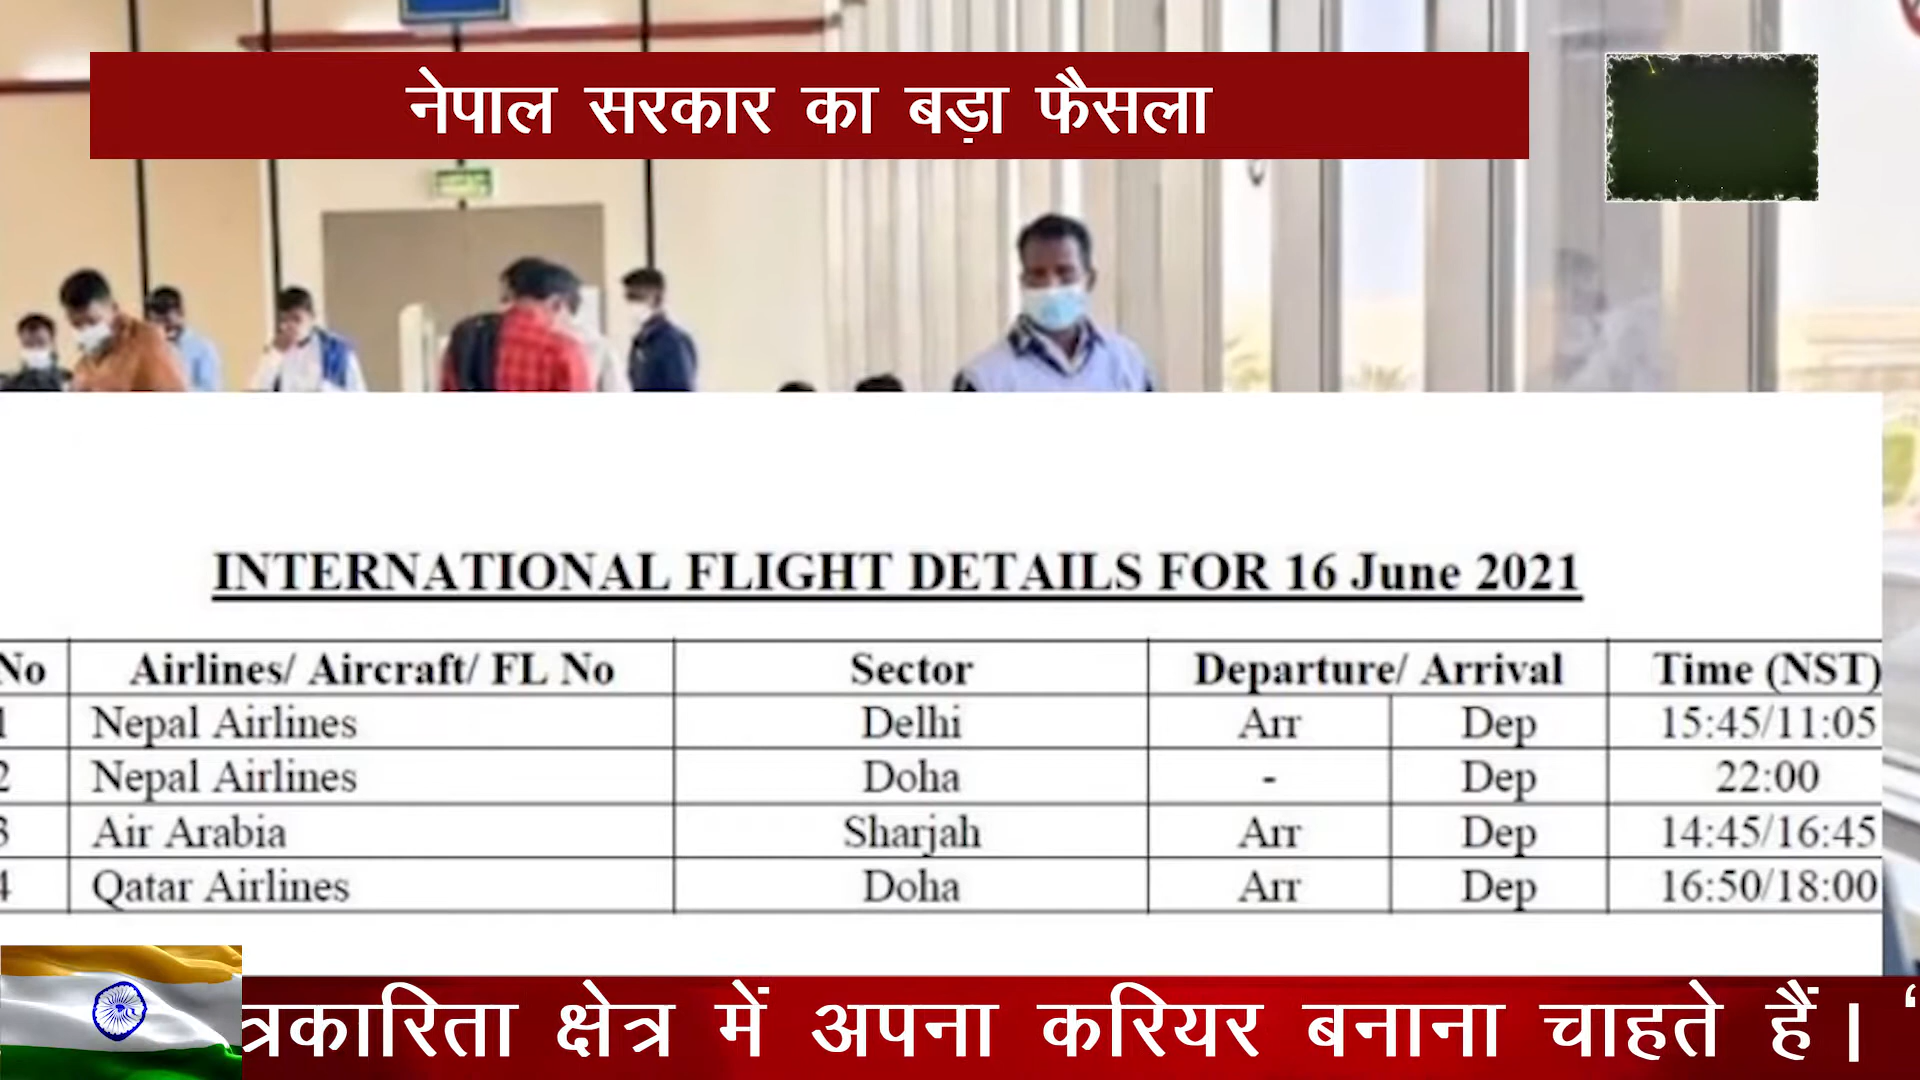 नेपाल सरकार का बड़ा फैसला
INTERNATIONAL FLIGHT DETAILS FOR 16 June 2021
No Airlines/ Aircraft/ FL No Sector Departure/ Arrival Time (NST)
1 Nepal Airlines Delhi Arr Dep 15:45/11:05
2 Nepal Airlines Doha - Dep 22:00
3 Air Arabia Sharjah Arr Dep 14:45/16:45
4 Qatar Airlines Doha Arr Dep 16:50/18:00
त्रकारिता क्षेत्र में अपना करियर बनाना चाहते हैं। ‘